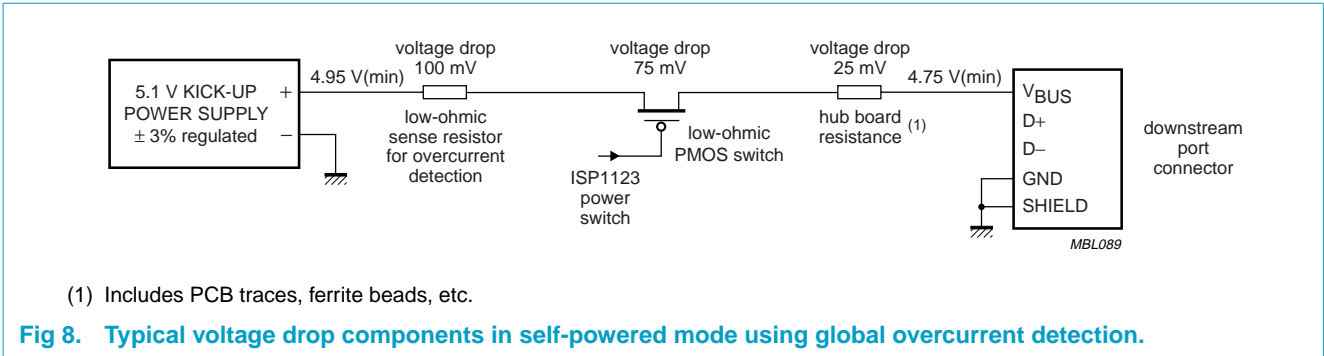 voltage drop
100 mV
voltage drop
75 mV
voltage drop
25 mV
4.95 V(min)
4.75 V(min)
5.1 V KICK-UP
POWER SUPPLY
± 3% regulated
+
−
low-ohmic
sense resistor
for overcurrent
detection
low-ohmic
PMOS switch
ISP1123
power
switch
hub board
resistance (1)
VBUS
D+
D−
GND
SHIELD
downstream
port
connector
MBL089
(1) Includes PCB traces, ferrite beads, etc.
Fig 8. Typical voltage drop components in self-powered mode using global overcurrent detection.